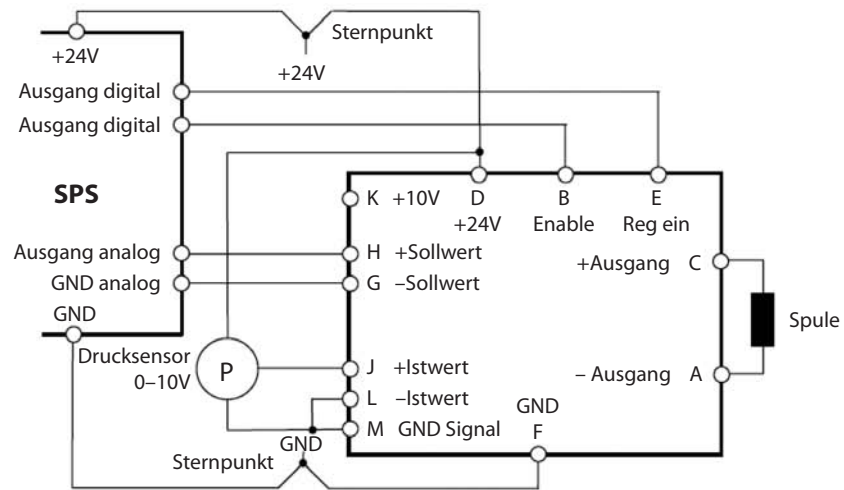 Sternpunkt
+24V
+24V
Ausgang digital
Ausgang digital
SPS
K +10V
D
+24V
B
Enable
E
Reg ein
Ausgang analog
GND analog
GND
H +Sollwert
G –Sollwert
+Ausgang C
Spule
Drucksensor
0–10V
P
J +Istwert
L –Istwert
M GND Signal
– Ausgang A
GND
F
GND
Sternpunkt